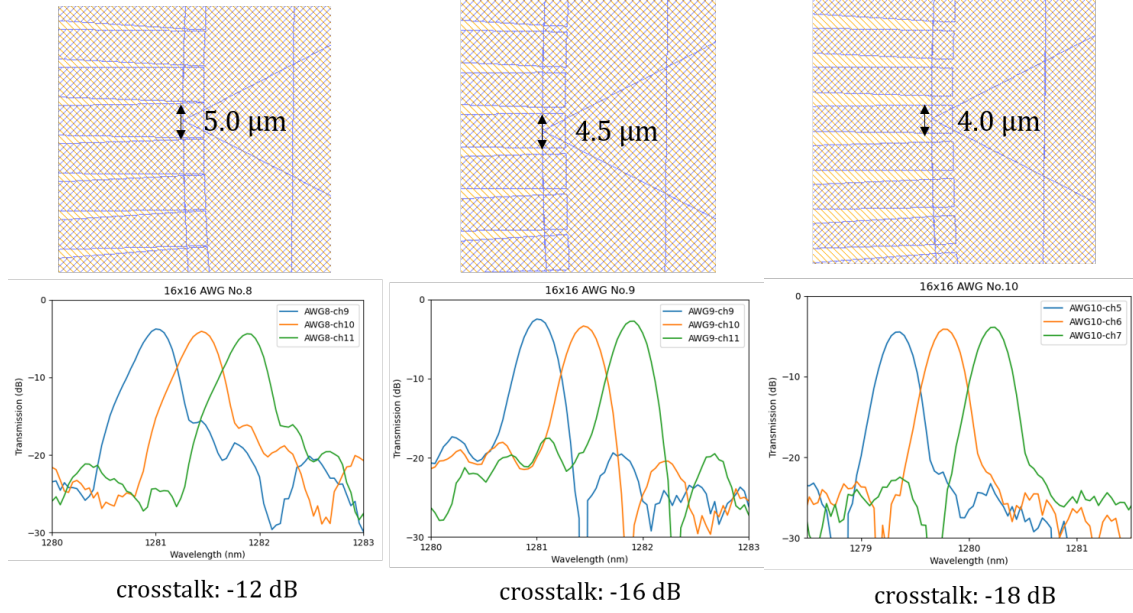 5.0 μm
4.5 μm
4.0 μm
16x16 AWG No.8
0
−10
−20
−30
Transmission (dB)
AWG8-ch9
AWG8-ch10
AWG8-ch11
1280
1281
1282
1283
Wavelength (nm)
16x16 AWG No.9
0
−10
−20
−30
Transmission (dB)
AWG9-ch9
AWG9-ch10
AWG9-ch11
1280
1281
1282
1283
Wavelength (nm)
16x16 AWG No.10
0
−10
−20
−30
Transmission (dB)
AWG10-ch5
AWG10-ch6
AWG10-ch7
1279
1280
1281
Wavelength (nm)
crosstalk: -12 dB
crosstalk: -16 dB
crosstalk: -18 dB